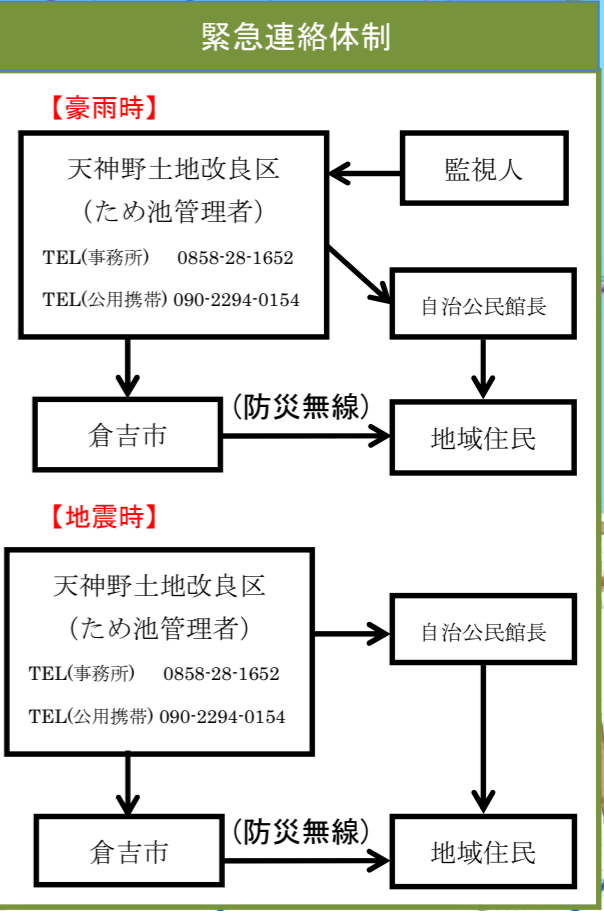 緊急連絡体制
【豪雨時】
天神野土地改良区
（ため池管理者）
TEL(事務所) 0858-28-1652
TEL(公用携帯) 090-2294-0154
監視人
自治公民館長
倉吉市
(防災無線)
地域住民
【地震時】
天神野土地改良区
（ため池管理者）
TEL(事務所) 0858-28-1652
TEL(公用携帯) 090-2294-0154
自治公民館長
倉吉市
(防災無線)
地域住民